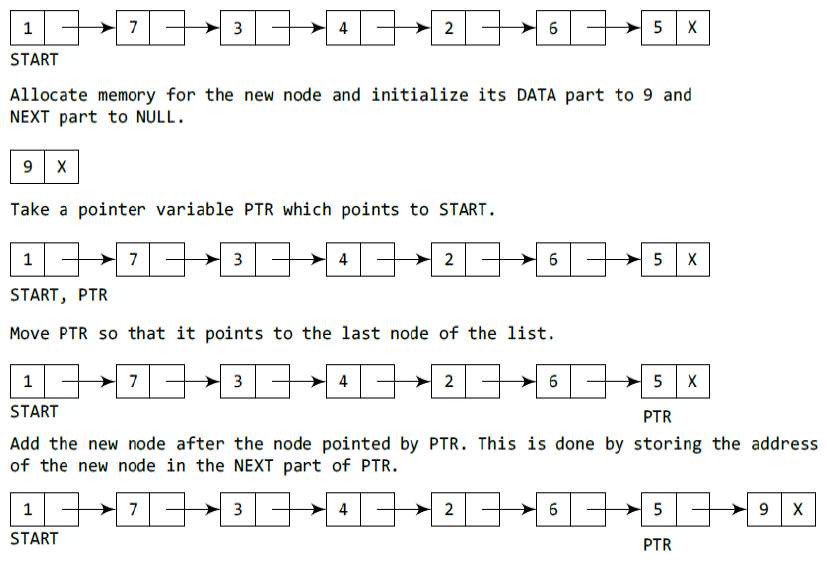 1 7 3 4 2 6 5 X
START
Allocate memory for the new node and initialize its DATA part to 9 and
NEXT part to NULL.
9 X
Take a pointer variable PTR which points to START.
1 7 3 4 2 6 5 X
START, PTR
Move PTR so that it points to the last node of the list.
1 7 3 4 2 6 5 X
START PTR
Add the new node after the node pointed by PTR. This is done by storing the address
of the new node in the NEXT part of PTR.
1 7 3 4 2 6 5 9 X
START PTR